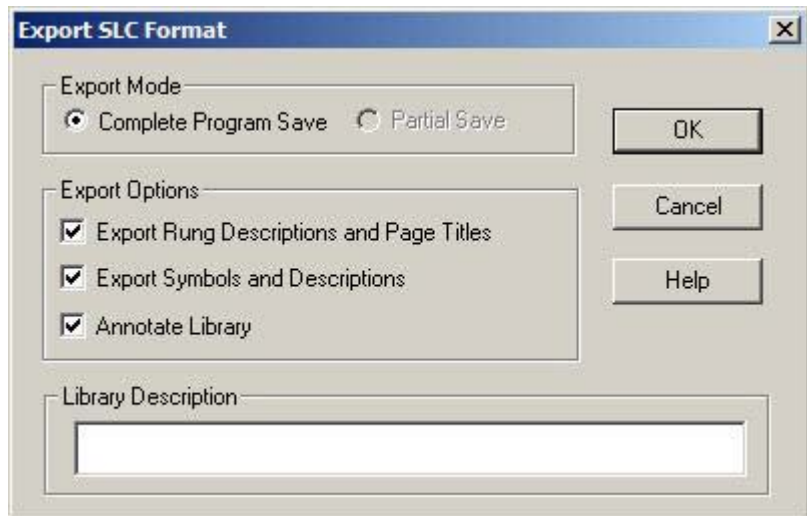 Export SLC Format
Export Mode
Complete Program Save Partial Save
OK
Export Options
Cancel
Export Rung Descriptions and Page Titles
Export Symbols and Descriptions
Help
Annotate Library
Library Description